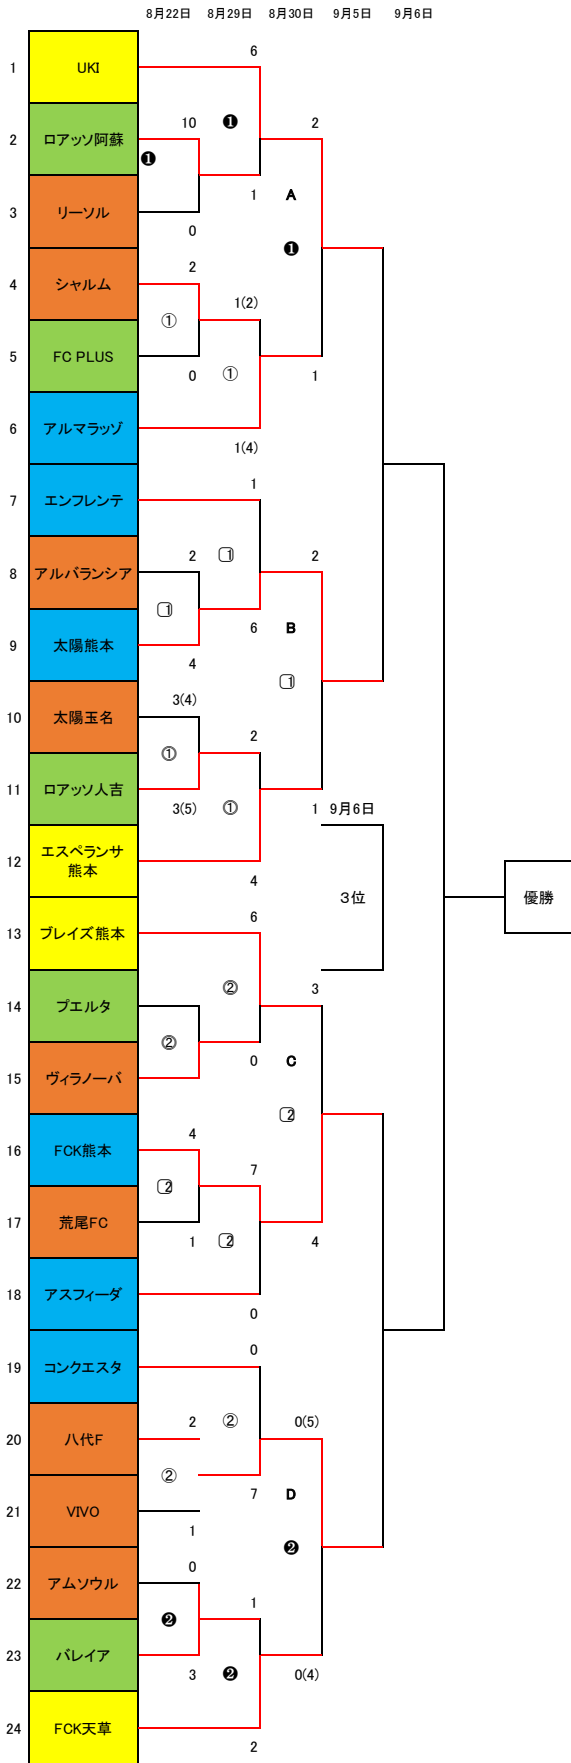 8月22日 8月29日 8月30日 9月5日 9月6日
6
1 UKI
10 ❶ 2
2 ロアッソ阿蘇
❶
1 A
3 リーソル
0 ❶
2
4 シャルム
1(2)
①
5 FC PLUS
0 ① 1
6 アルマラッゾ
1(4)
1
7 エンフレンテ
2 1 2
8 アルバランシア
1
6 B
9 太陽熊本
4 1
3(4)
10 太陽玉名
2
①
11 ロアッソ人吉
3(5) ① 1 9月6日
12 エスペランサ
熊本
4
3位
優勝
6
13 ブレイズ熊本
② 3
14 プエルタ
②
0 C
15 ヴィラノーバ
2
4
16 FCK熊本
7
2
17 荒尾FC
1 2 4
18 アスフィーダ
0
0
19 コンクエスタ
2 ② 0(5)
20 八代F
②
7 D
21 VIVO
1 ❷
0
22 アムソウル
1
❷
23 バレイア
3 ❷ 0(4)
24 FCK天草
2